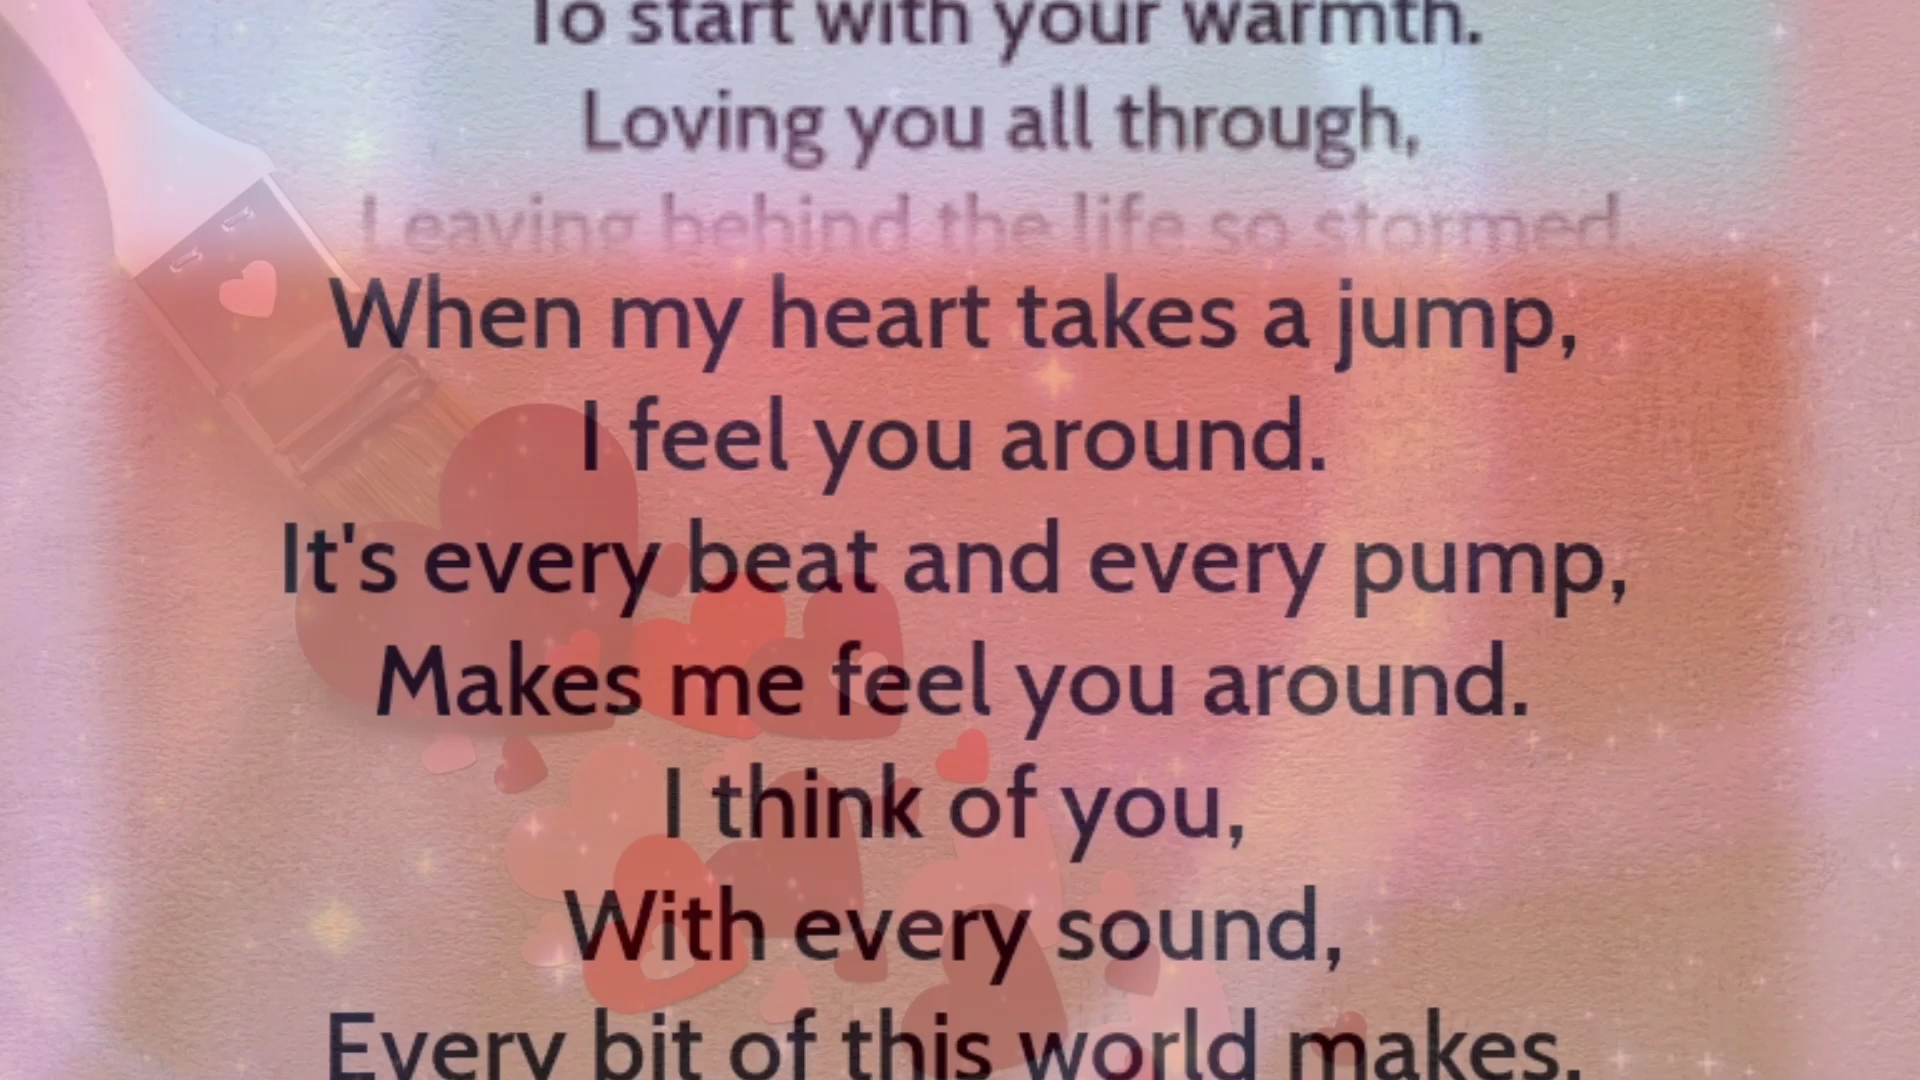 To start with your warmth.
Loving you all through,
Leaving behind the life so stormed.
When my heart takes a jump,
I feel you around.
It's every beat and every pump,
Makes me feel you around.
I think of you,
With every sound,
Every bit of this world makes,